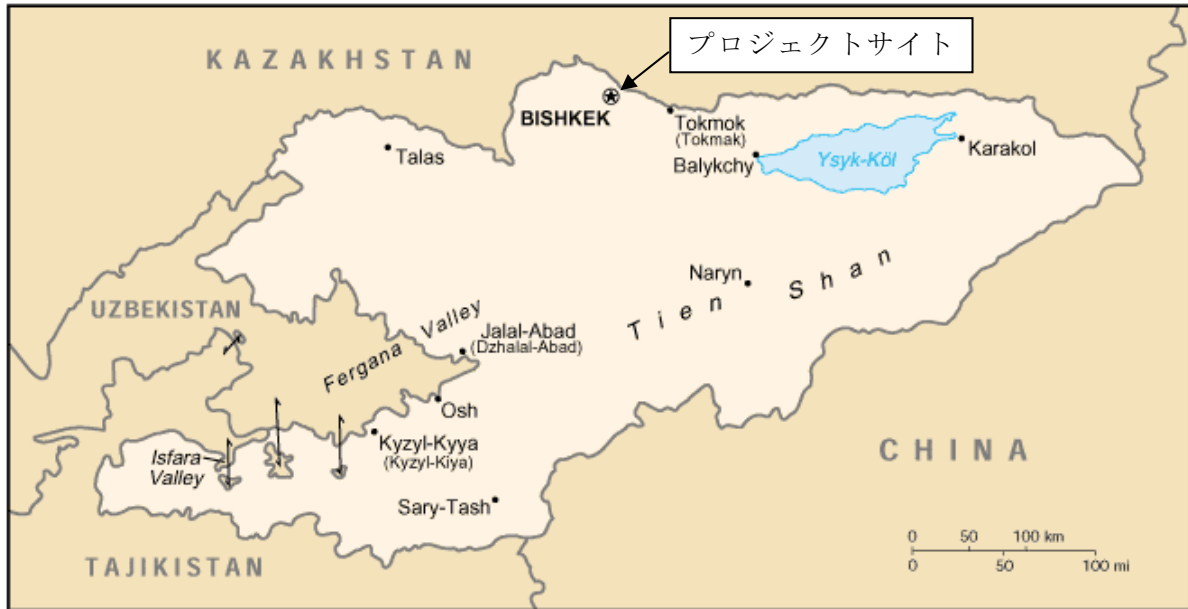 プロジェクトサイト
KAZAKHSTAN
BISHKEK
Tokmok
(Tokmak)
Talas
Balykchy
Ysyk-Köl
Karakol
Naryn
Tien Shan
UZBEKISTAN
Fergana Valley
Jalal-Abad
(Dzhalal-Abad)
Osh
Kyzyl-Kyya
(Kyzyl-Kiya)
Isfara
Valley
Sary-Tash
CHINA
TAJIKISTAN
0 50 100 km
0 50 100 mi